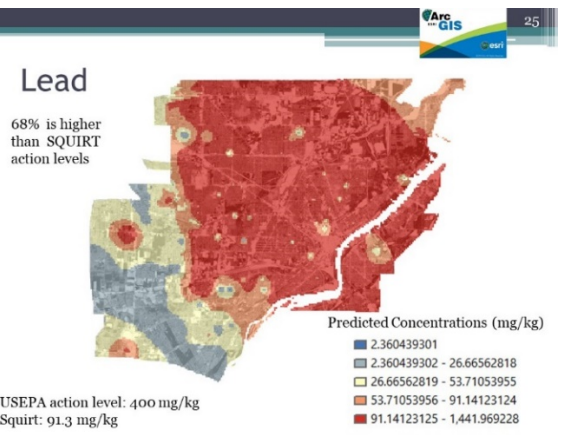 Arc
GIS
esri
25
Lead
68% is higher
than SQUIRT
action levels
Predicted Concentrations (mg/kg)
2.360439301
2.360439302 - 26.66562818
26.66562819 - 53.71053955
53.71053956 - 91.14123124
91.14123125 - 1,441.969228
USEPA action level: 400 mg/kg
Squirt: 91.3 mg/kg